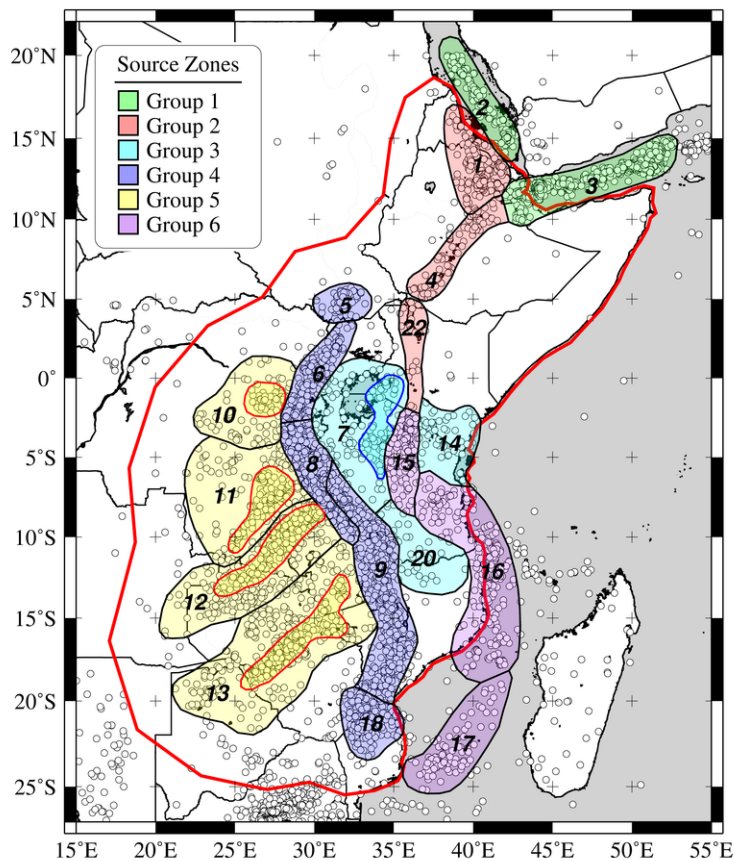 20°N
15°N
10°N
5°N
0°
5°S
10°S
15°S
20°S
25°S
Source Zones
Group 1
Group 2
Group 3
Group 4
Group 5
Group 6
2
1
3
4
5
22
6
10
7
14
8
15
11
9
20
16
12
13
18
17
15°E
20°E
25°E
30°E
35°E
40°E
45°E
50°E
55°E